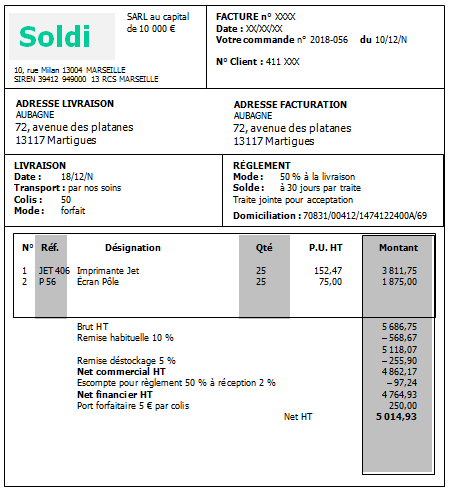 Soldi
SARL au capital
de 10 000 €
10, rue Milan 13004 MARSEILLE
SIREN 39412 949000 13 RCS MARSEILLE
FACTURE n° XXXX
Date : XX/XX/XX
Votre commande n° 2018-056 du 10/12/N
N° Client : 411 XXX
ADRESSE LIVRAISON
AUBAGNE
72, avenue des platanes
13117 Martigues
ADRESSE FACTURATION
AUBAGNE
72, avenue des platanes
13117 Martigues
LIVRAISON
Date : 18/12/N
Transport : par nos soins
Colis : 50
Mode : forfait
RÉGLEMENT
Mode : 50 % à la livraison
Solde : à 30 jours par traite
Traite jointe pour acceptation
Domiciliation : 70831/00412/1474122400A/69
N° Réf. Désignation Qté P.U. HT Montant
1 JET 406 Imprimante Jet 25 152,47 3 811,75
2 P 56 Écran Pôle 25 75,00 1 875,00
Brut HT 5 686,75
Remise habituelle 10 % – 568,67
5 118,07
Remise déstockage 5 % – 255,90
Net commercial HT 4 862,17
Escompte pour règlement 50 % à réception 2 % – 97,24
Net financier HT 4 764,93
Port forfaitaire 5 € par colis 250,00
Net HT 5 014,93